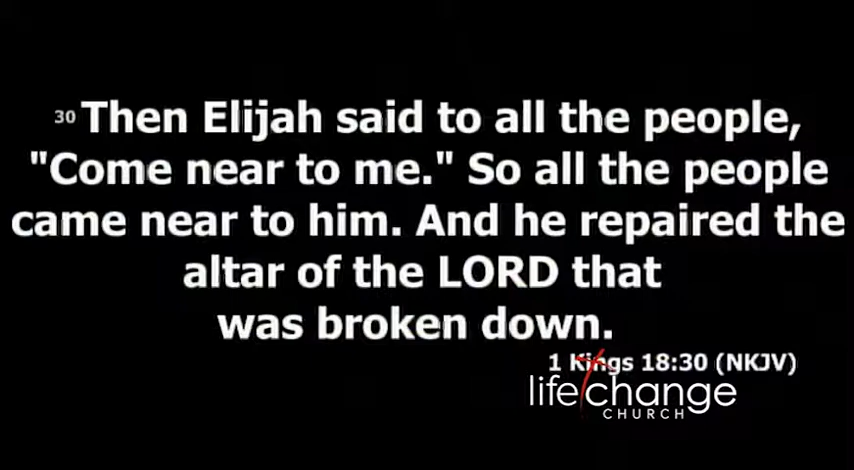 30 Then Elijah said to all the people,
"Come near to me." So all the people
came near to him. And he repaired the
altar of the LORD that
was broken down.
1 Kings 18:30 (NKJV)
life change
CHURCH